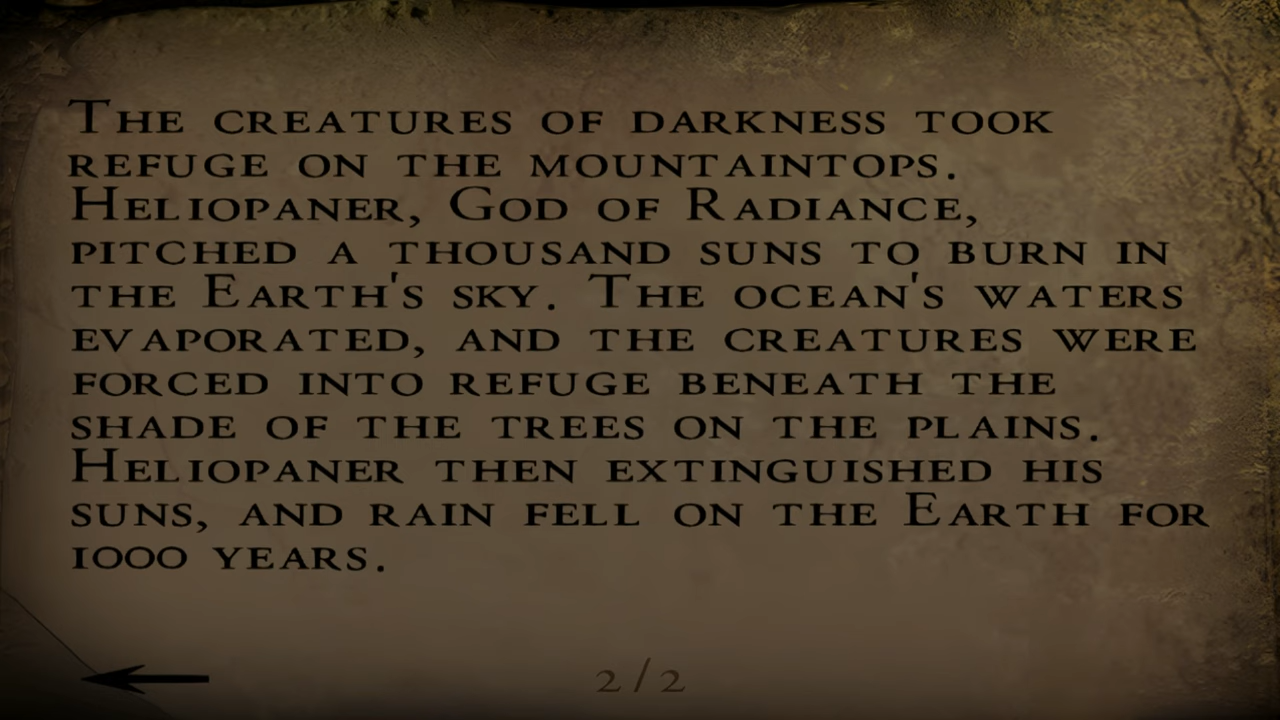 The creatures of darkness took
refuge on the mountaintops.
Heliopaner, God of Radiance,
pitched a thousand suns to burn in
the Earth's sky. The ocean's waters
evaporated, and the creatures were
forced into refuge beneath the
shade of the trees on the plains.
Heliopaner then extinguished his
suns, and rain fell on the Earth for
1000 years.
2/2